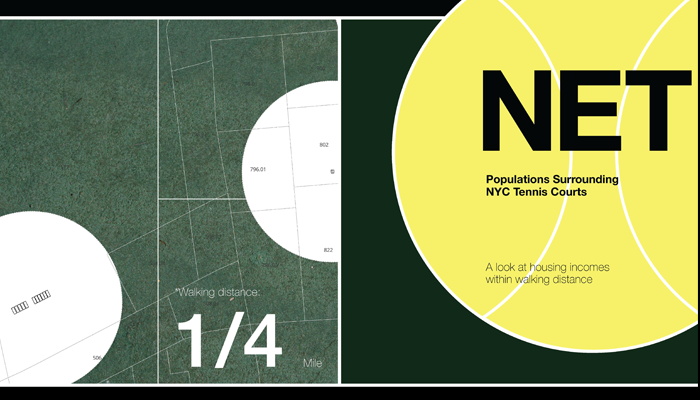 802
796.01
822
506
*Walking distance:
1/4
Mile
NET
Populations Surrounding
NYC Tennis Courts
A look at housing incomes
within walking distance